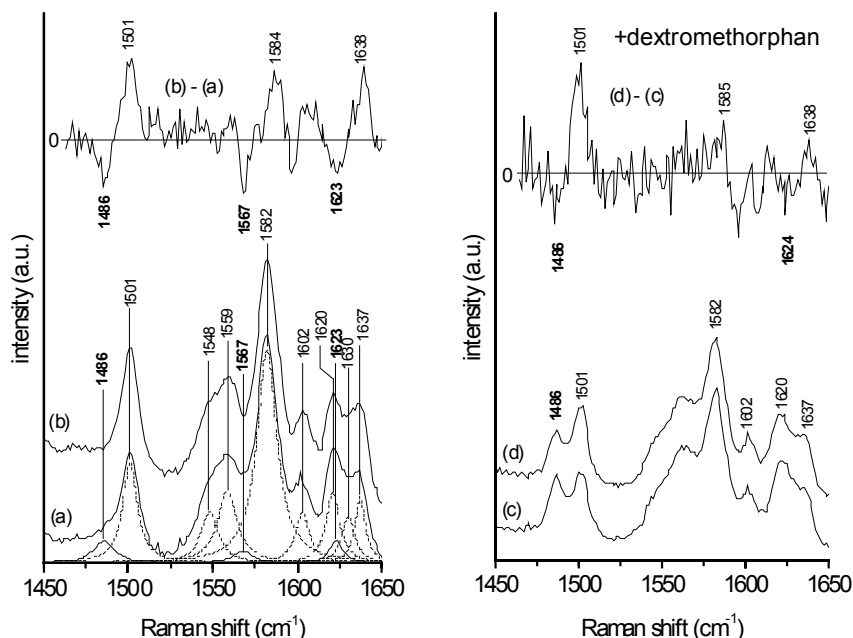 1501
1584
1638
(b) - (a)
0
1486
1567
1623
1582
1501
1486
1548
1559
1567
1602
1620
1623
1630
1637
(b)
(a)
intensity (a.u.)
1450 1500 1550 1600 1650
Raman shift (cm-1)
+dextromethorphan
1501
(d) - (c)
1585
1638
0
1486
1624
1582
1486
1501
1602
1620
1637
(d)
(c)
intensity (a.u.)
1450 1500 1550 1600 1650
Raman shift (cm-1)